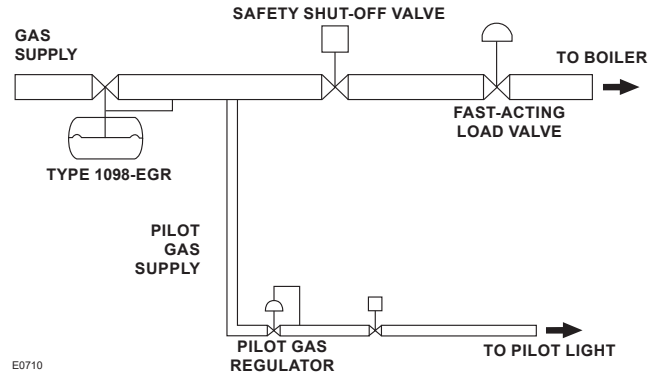 SAFETY SHUT-OFF VALVE
GAS
SUPPLY
TO BOILER
FAST-ACTING
LOAD VALVE
TYPE 1098-EGR
PILOT
GAS
SUPPLY
PILOT GAS
REGULATOR
TO PILOT LIGHT
E0710